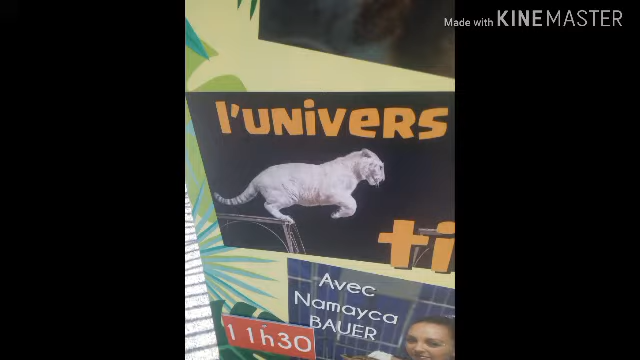 Made with KINEMASTER
l'UNIVERS
ti
Avec
Namayca
BAUER
11h30